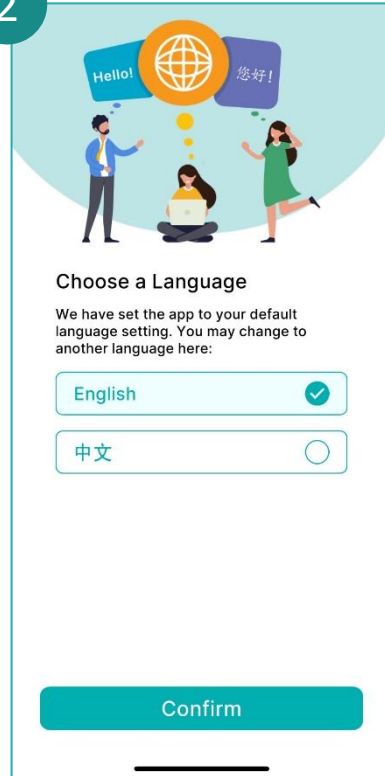 2
Hello!
您好!
Choose a Language
We have set the app to your default
language setting. You may change to
another language here:
English
中文
Confirm